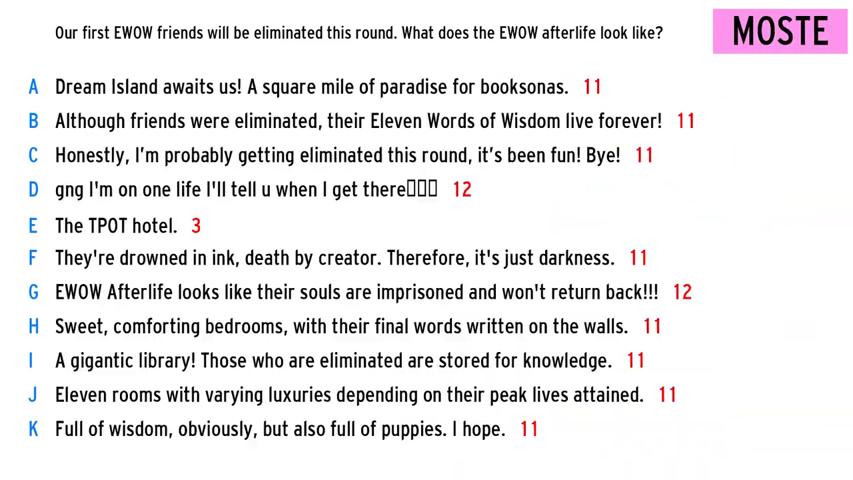 Our first EWOW friends will be eliminated this round. What does the EWOW afterlife look like?
MOSTE
A Dream Island awaits us! A square mile of paradise for booksonas. 11
B Although friends were eliminated, their Eleven Words of Wisdom live forever! 11
C Honestly, I'm probably getting eliminated this round, it's been fun! Bye! 11
D gng I'm on one life I'll tell u when I get there▯▯▯ 12
E The TPOT hotel. 3
F They're drowned in ink, death by creator. Therefore, it's just darkness. 11
G EWOW Afterlife looks like their souls are imprisoned and won't return back!!! 12
H Sweet, comforting bedrooms, with their final words written on the walls. 11
I A gigantic library! Those who are eliminated are stored for knowledge. 11
J Eleven rooms with varying luxuries depending on their peak lives attained. 11
K Full of wisdom, obviously, but also full of puppies. I hope. 11